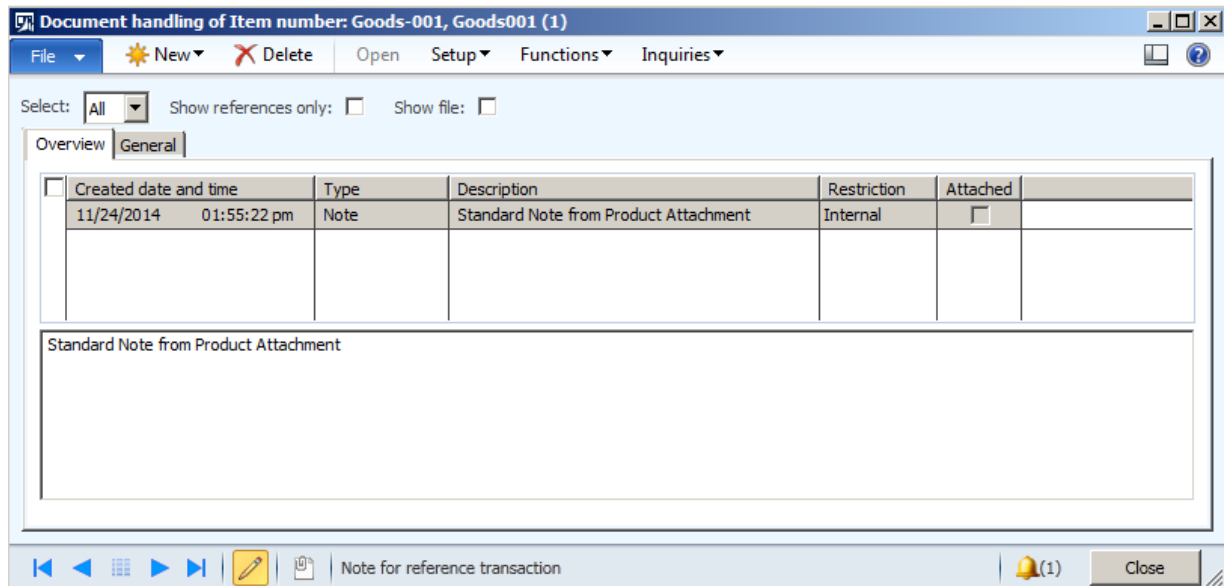 Document handling of Item number: Goods-001, Goods001 (1)
File New Delete Open Setup Functions Inquiries
Select: All Show references only: Show file:
Overview General
Created date and time Type Description Restriction Attached
11/24/2014 01:55:22 pm Note Standard Note from Product Attachment Internal
Standard Note from Product Attachment
Note for reference transaction (1) Close